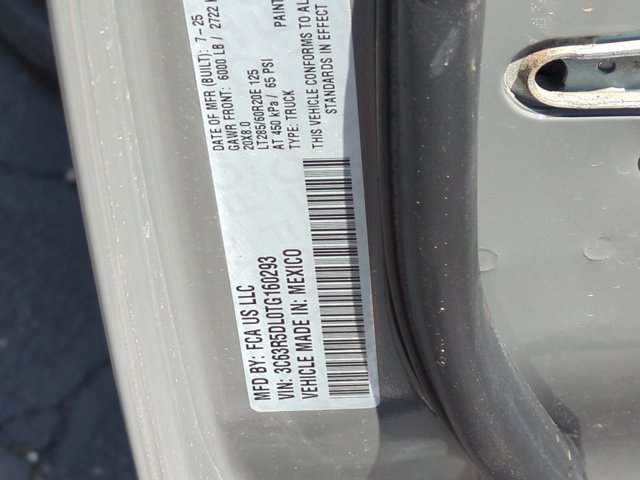 MFD BY: FCA US LLC
DATE OF MFR (BUILT): 7-25
GAWR FRONT: 6000 LB / 2722
20X8.0
LT285/60R20E 125
AT 450 kPa / 65 PSI
TYPE: TRUCK
PAINT
THIS VEHICLE CONFORMS TO AL
STANDARDS IN EFFECT
VIN: 3C63R5DL0TG160293
VEHICLE MADE IN: MEXICO